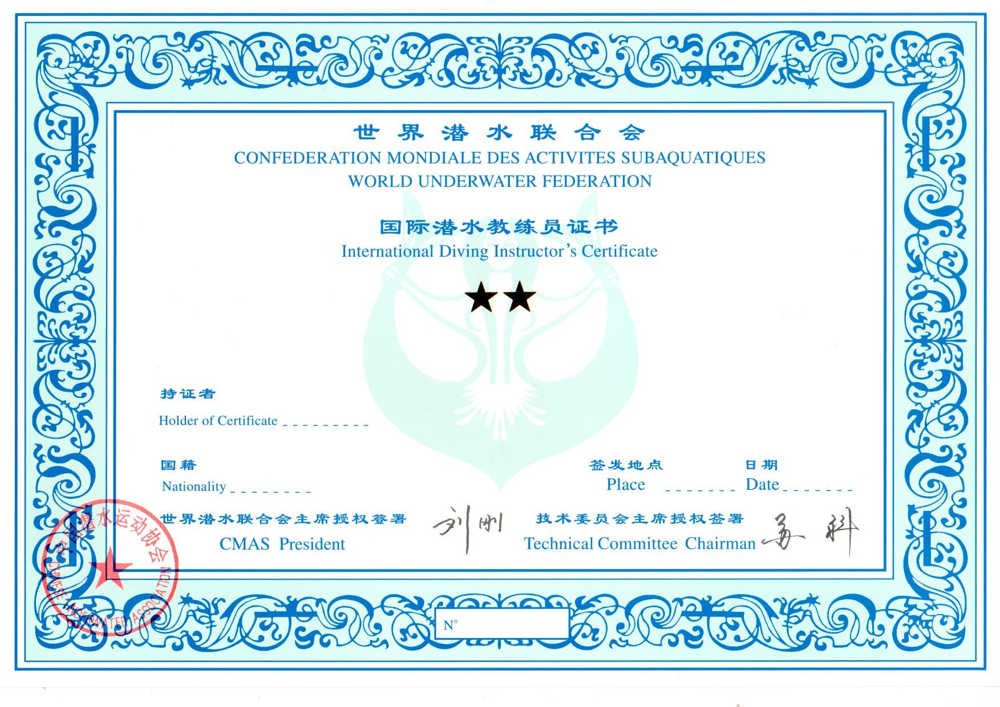 世界潜水联合会
CONFEDERATION MONDIALE DES ACTIVITES SUBAQUATIQUES
WORLD UNDERWATER FEDERATION
国际潜水教练员证书
International Diving Instructor's Certificate
★★
持证者
Holder of Certificate _ _ _ _ _ _ _ _ _
国籍
Nationality _ _ _ _ _ _ _ _
签发地点
Place _ _ _ _ _ _ _
日期
Date _ _ _ _ _ _ _
世界潜水联合会主席授权签署
CMAS President
刘刚
技术委员会主席授权签署
Technical Committee Chairman
苏科
中国潜水运动协会
CHINESE UNDERWATER ASSOCIATION
N°